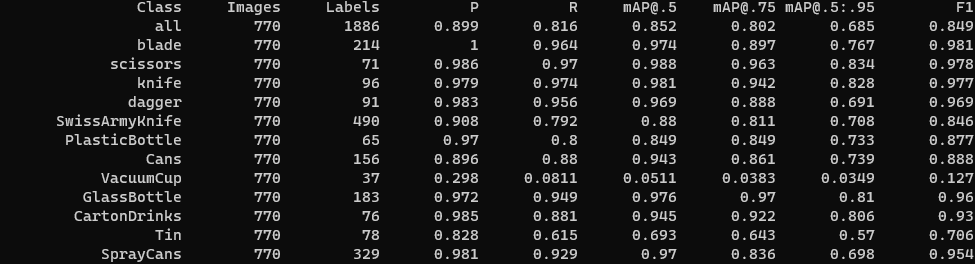 Class Images Labels P R mAP@.5 mAP@.75 mAP@.5:.95 F1
all 770 1886 0.899 0.816 0.852 0.802 0.685 0.849
blade 770 214 1 0.964 0.974 0.897 0.767 0.981
scissors 770 71 0.986 0.97 0.988 0.963 0.834 0.978
knife 770 96 0.979 0.974 0.981 0.942 0.828 0.977
dagger 770 91 0.983 0.956 0.969 0.888 0.691 0.969
SwissArmyKnife 770 490 0.908 0.792 0.88 0.811 0.708 0.846
PlasticBottle 770 65 0.97 0.8 0.849 0.849 0.733 0.877
Cans 770 156 0.896 0.88 0.943 0.861 0.739 0.888
VacuumCup 770 37 0.298 0.0811 0.0511 0.0383 0.0349 0.127
GlassBottle 770 183 0.972 0.949 0.976 0.97 0.81 0.96
CartonDrinks 770 76 0.985 0.881 0.945 0.922 0.806 0.93
Tin 770 78 0.828 0.615 0.693 0.643 0.57 0.706
SprayCans 770 329 0.981 0.929 0.97 0.836 0.698 0.954